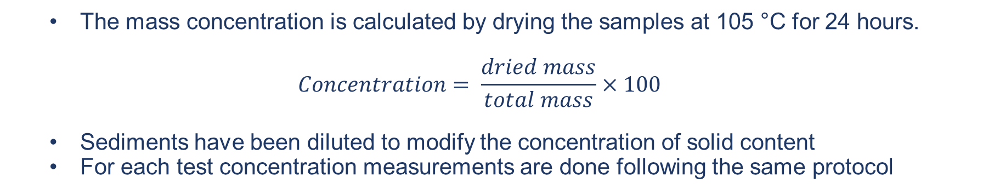 • The mass concentration is calculated by drying the samples at 105 °C for 24 hours.
Concentration = dried mass / total mass × 100
• Sediments have been diluted to modify the concentration of solid content
• For each test concentration measurements are done following the same protocol